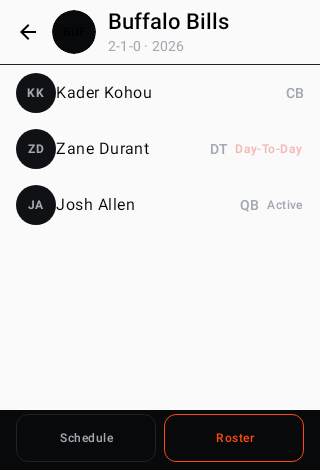 BUF
Buffalo Bills
2-1-0 · 2026
KK Kader Kohou CB
ZD Zane Durant DT Day-To-Day
JA Josh Allen QB Active
Schedule Roster